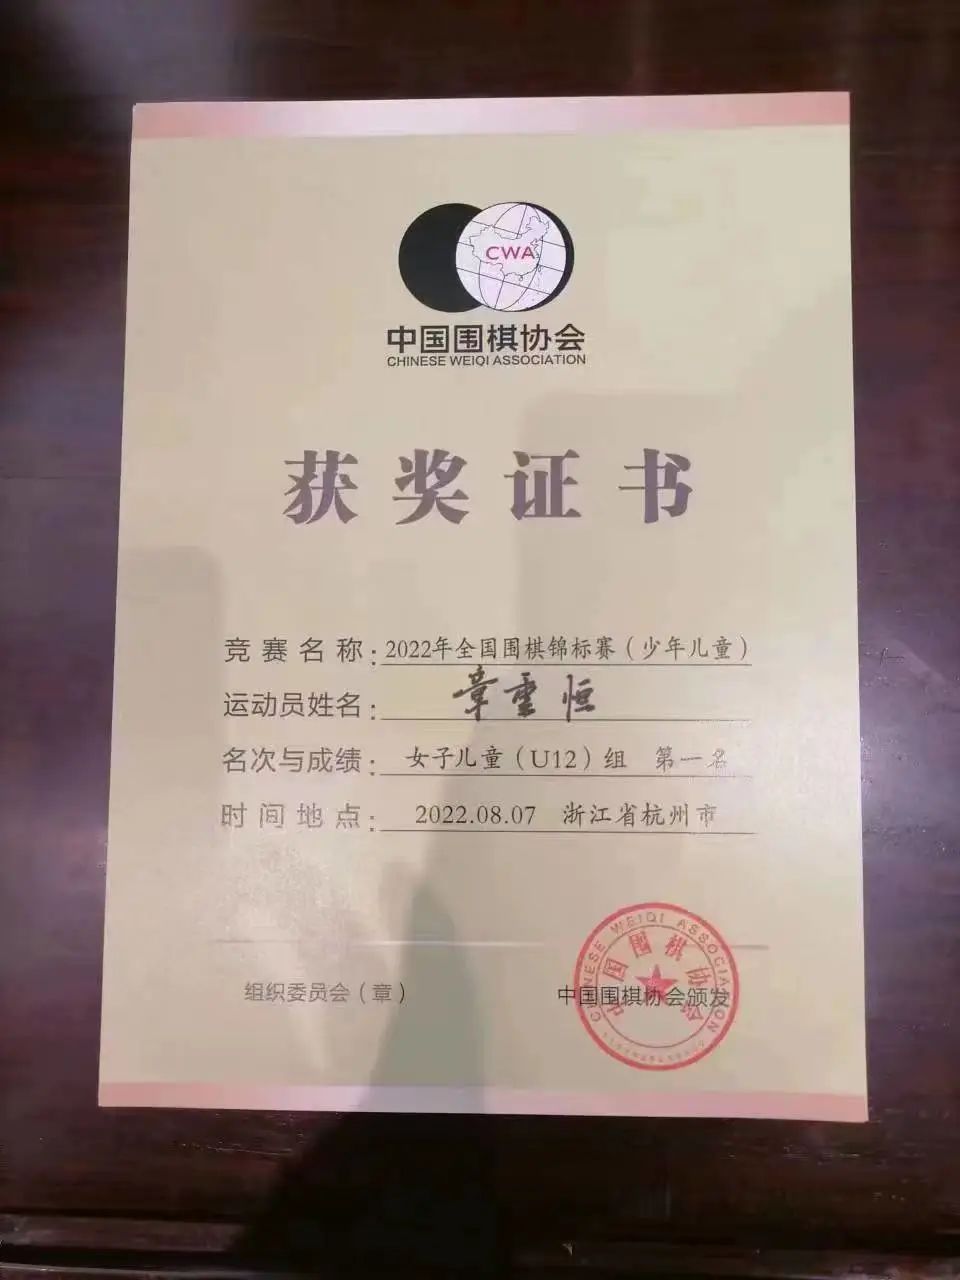 CWA
中国围棋协会
CHINESE WEIQI ASSOCIATION
获奖证书
竞赛名称：2022年全国围棋锦标赛（少年儿童）
运动员姓名：章雪恒
名次与成绩：女子儿童（U12）组 第一名
时间地点：2022.08.07 浙江省杭州市
组织委员会（章）
中国围棋协会颁发
CHINESE WEIQI ASSOCIATION
中国围棋协会